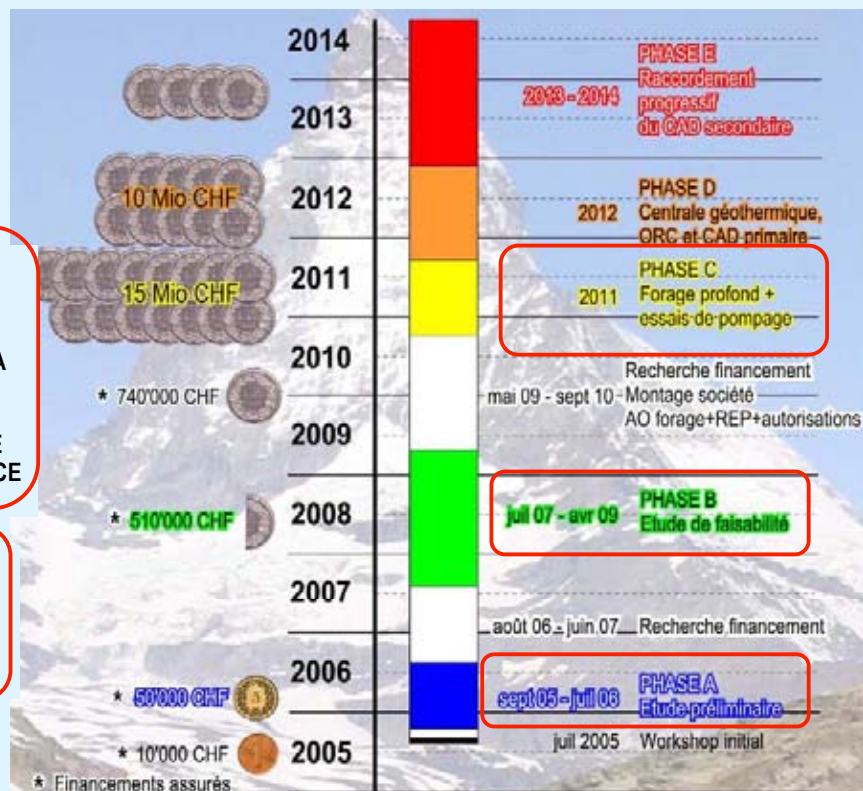 2014
PHASE E
Raccordement
2013 - 2014 progressif
du CAD secondaire
2013
10 Mio CHF
2012
PHASE D
2012 Centrale géothermique,
ORC et CAD primaire
15 Mio CHF
2011
PHASE C
2011 Forage profond +
essais de pompage
A
E
CE
2010
Recherche financement
* 740'000 CHF
mai 09 - sept 10 Montage société
AO forage+REP+autorisations
2009
* 510'000 CHF
2008
juil 07 - avr 09 PHASE B
Etude de faisabilité
2007
août 06 - juin 07 Recherche financement
2006
* 50'000 CHF
sept 05 - juil 06 PHASE A
Etude préliminaire
* 10'000 CHF
2005
juil 2005 Workshop initial
* Financements assurés